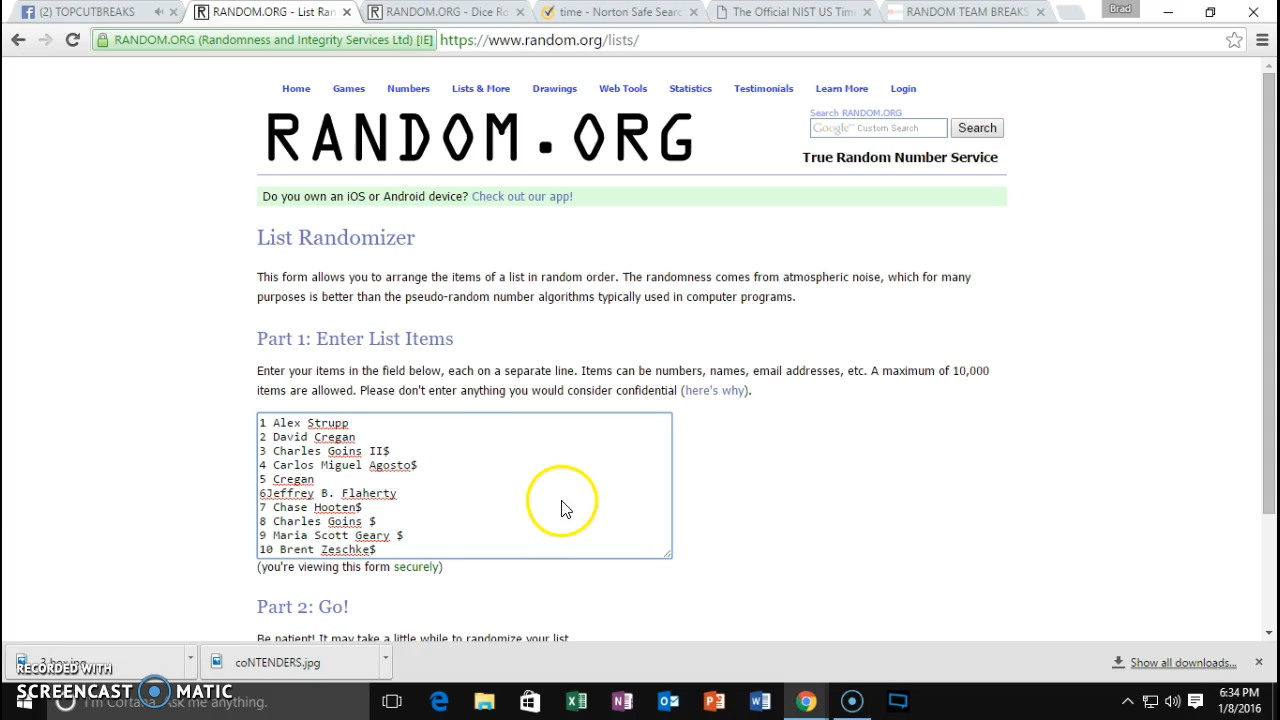 (2) TOPCUTBREAKS
RANDOM.ORG - List Ran
RANDOM.ORG - Dice Ro
time - Norton Safe Search
The Official NIST US Time
RANDOM TEAM BREAKS
Brad
RANDOM.ORG (Randomness and Integrity Services Ltd) [IE]
https://www.random.org/lists/
Home Games Numbers Lists & More Drawings Web Tools Statistics Testimonials Learn More Login
RANDOM.ORG
Search RANDOM.ORG
Google™ Custom Search
Search
True Random Number Service
Do you own an iOS or Android device? Check out our app!
List Randomizer
This form allows you to arrange the items of a list in random order. The randomness comes from atmospheric noise, which for many
purposes is better than the pseudo-random number algorithms typically used in computer programs.
Part 1: Enter List Items
Enter your items in the field below, each on a separate line. Items can be numbers, names, email addresses, etc. A maximum of 10,000
items are allowed. Please don't enter anything you would consider confidential (here's why).
1 Alex Strupp
2 David Cregan
3 Charles Goins II$
4 Carlos Miguel Agosto$
5 Cregan
6Jeffrey B. Flaherty
7 Chase Hooten$
8 Charles Goins $
9 Maria Scott Geary $
10 Brent Zeschke$
(you're viewing this form securely)
Part 2: Go!
Be patient! It may take a little while to randomize your list
coNTENDERS.jpg
Show all downloads...
RECORDED WITH
SCREENCAST MATIC
I'm Cortana. Ask me anything.
6:34 PM
1/8/2016